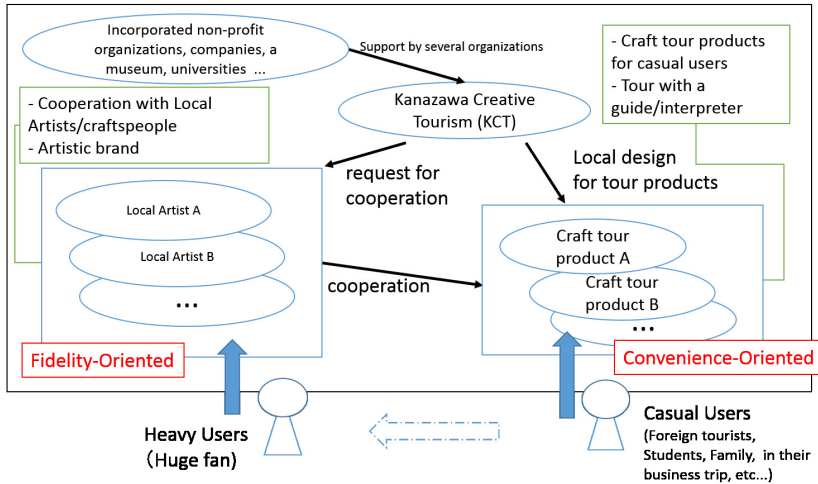 Incorporated non-profit
organizations, companies, a
museum, universities ...
Support by several organizations
- Craft tour products
for casual users
- Tour with a
guide/interpreter
Kanazawa Creative
Tourism (KCT)
- Cooperation with Local
Artists/craftspeople
- Artistic brand
request for
cooperation
Local design
for tour products
Local Artist A
Local Artist B
...
cooperation
Craft tour
product A
Craft tour
product B
...
Fidelity-Oriented
Convenience-Oriented
Heavy Users
(Huge fan)
Casual Users
(Foreign tourists,
Students, Family, in their
business trip, etc...)